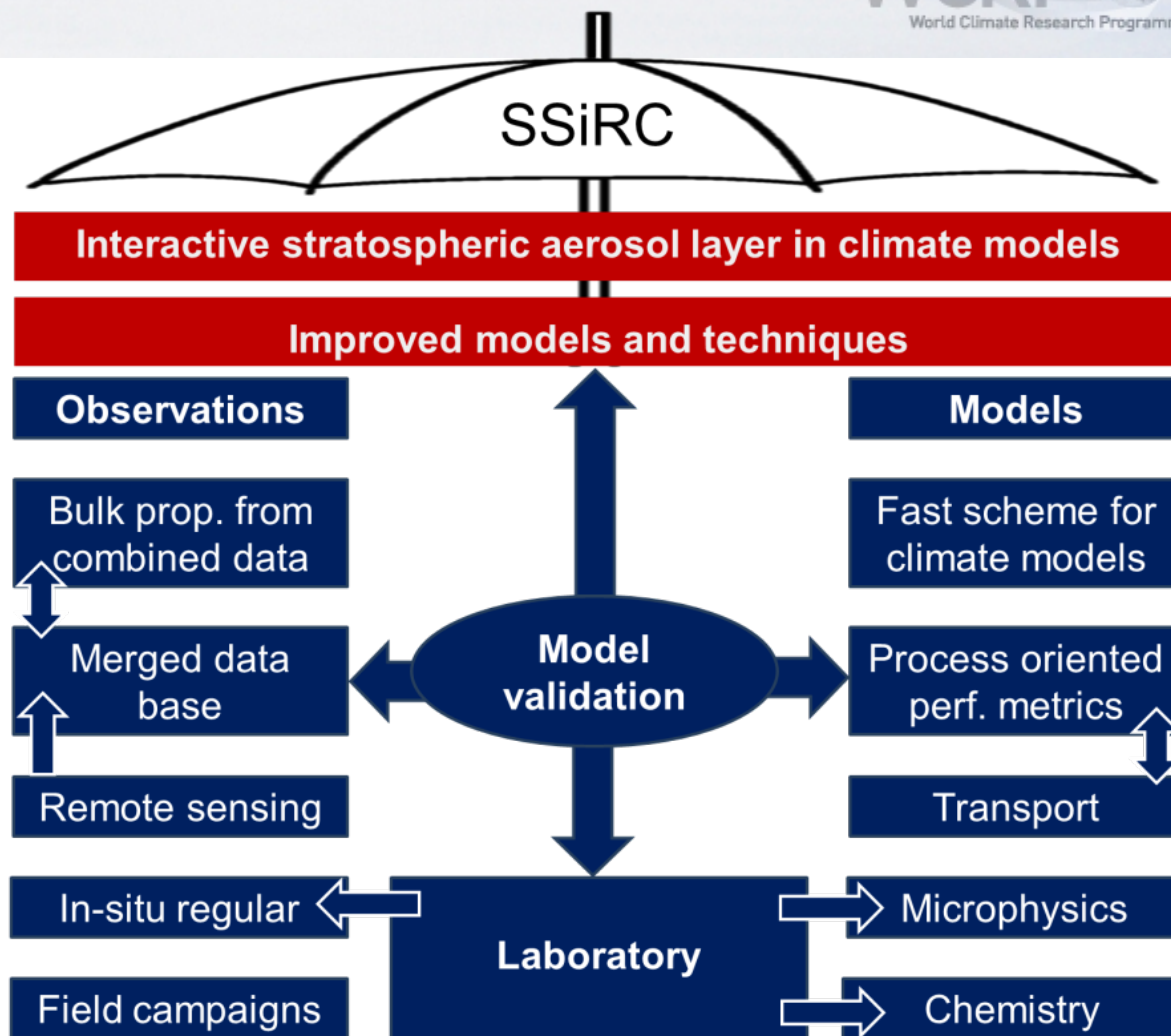 World Climate Research Programm
SSiRC
Interactive stratospheric aerosol layer in climate models
Improved models and techniques
Observations
Models
Bulk prop. from
combined data
Fast scheme for
climate models
Merged data
base
Model
validation
Process oriented
perf. metrics
Remote sensing
Transport
In-situ regular
Laboratory
Microphysics
Field campaigns
Chemistry